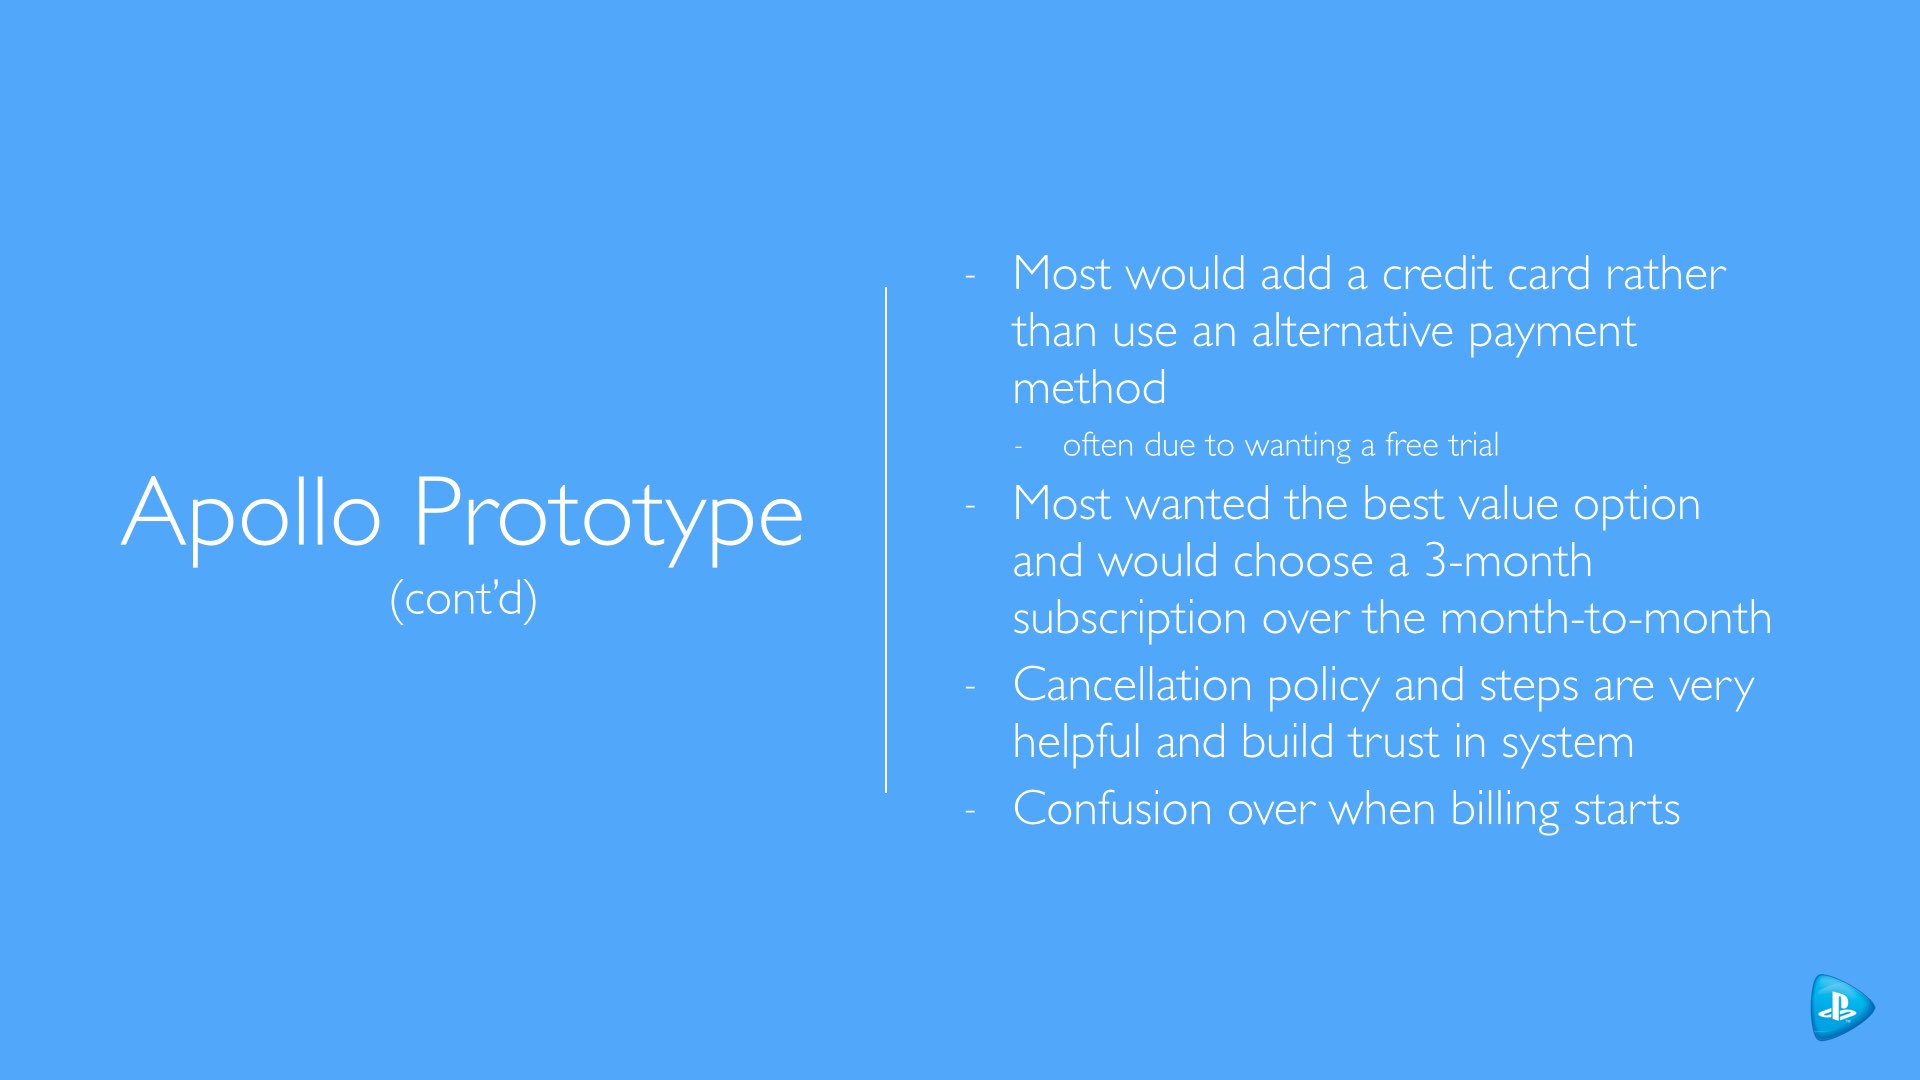 Apollo Prototype
(cont’d)
- Most would add a credit card rather
than use an alternative payment
method
- often due to wanting a free trial
- Most wanted the best value option
and would choose a 3-month
subscription over the month-to-month
- Cancellation policy and steps are very
helpful and build trust in system
- Confusion over when billing starts